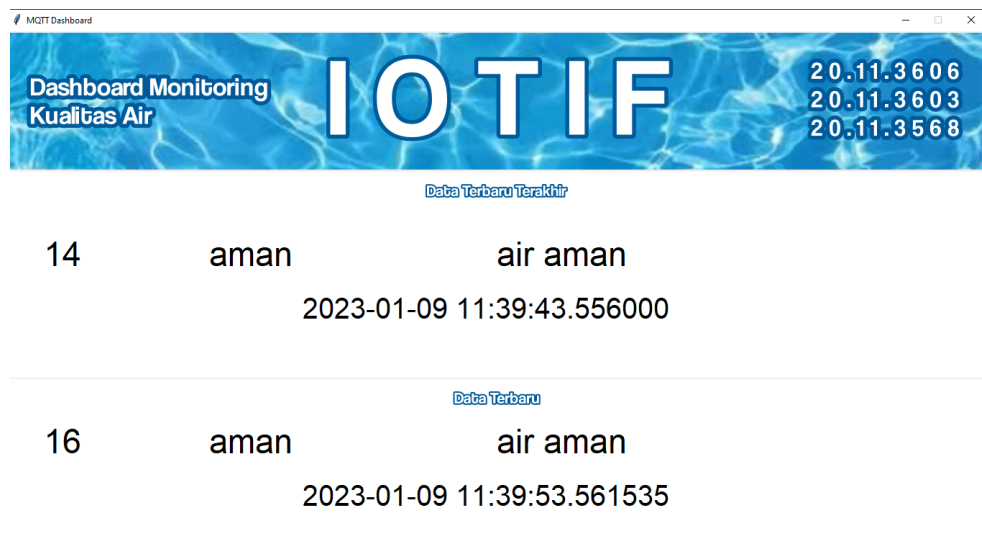 MQTT Dashboard
Dashboard Monitoring
Kualitas Air
IOTIF
20.11.3606
20.11.3603
20.11.3568
Data Terbaru Terakhir
14 aman air aman
2023-01-09 11:39:43.556000
Data Terbaru
16 aman air aman
2023-01-09 11:39:53.561535